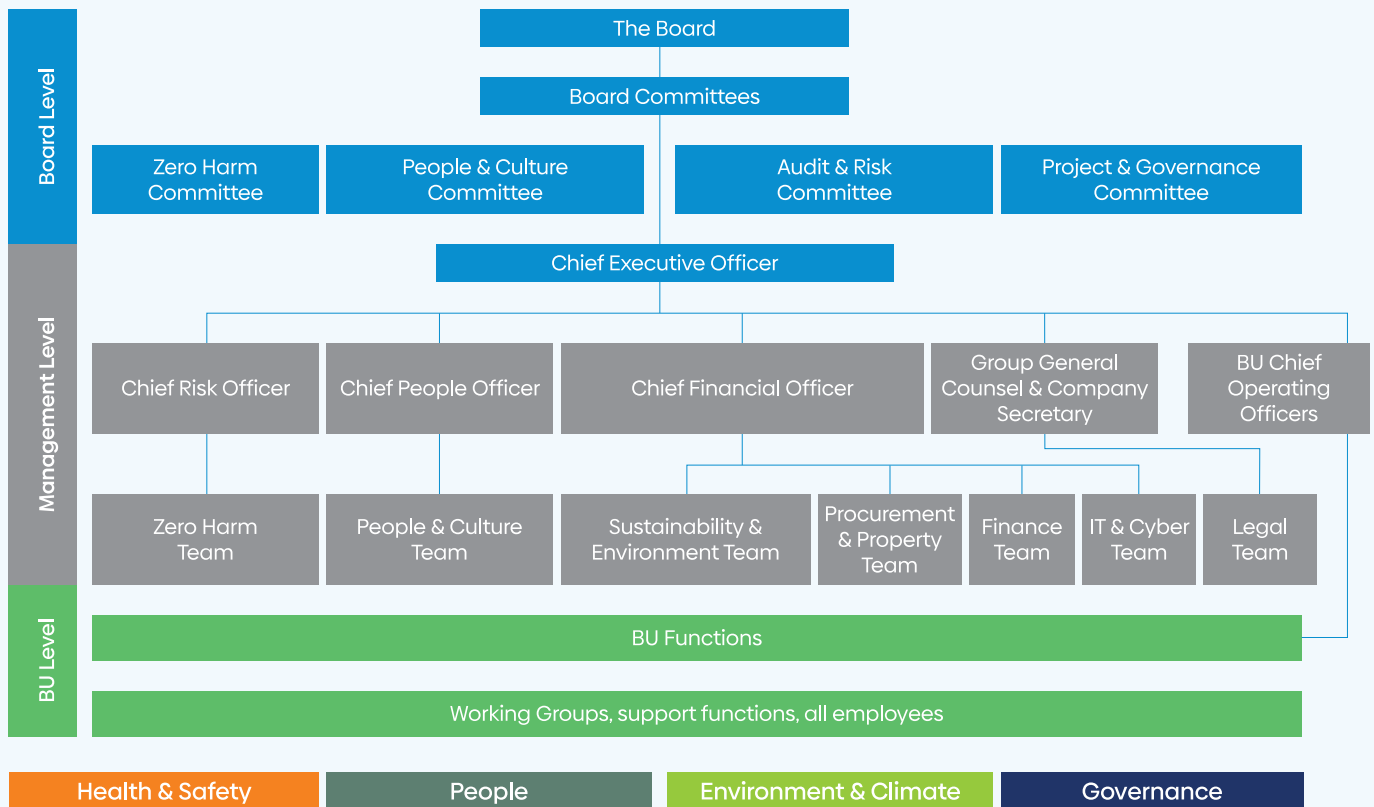 Board Level
The Board
Board Committees
Zero Harm
Committee
People & Culture
Committee
Audit & Risk
Committee
Project & Governance
Committee
Management Level
Chief Executive Officer
Chief Risk Officer
Chief People Officer
Chief Financial Officer
Group General
Counsel & Company
Secretary
BU Chief
Operating
Officers
Zero Harm
Team
People & Culture
Team
Sustainability &
Environment Team
Procurement
& Property
Team
Finance
Team
IT & Cyber
Team
Legal
Team
BU Level
BU Functions
Working Groups, support functions, all employees
Health & Safety
People
Environment & Climate
Governance